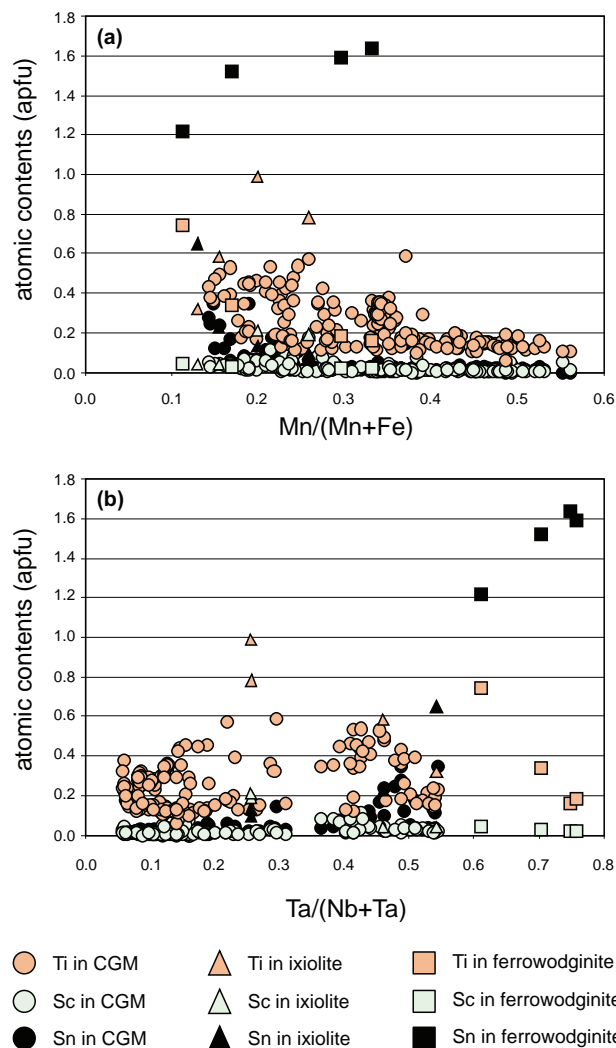 (a)
1.8
1.6
1.4
1.2
1.0
0.8
0.6
0.4
0.2
0.0
atomic contents (apfu)
0.0 0.1 0.2 0.3 0.4 0.5 0.6
Mn/(Mn+Fe)
(b)
1.8
1.6
1.4
1.2
1.0
0.8
0.6
0.4
0.2
0.0
atomic contents (apfu)
0.0 0.1 0.2 0.3 0.4 0.5 0.6 0.7 0.8
Ta/(Nb+Ta)
Ti in CGM Ti in ixiolite Ti in ferrowodginite
Sc in CGM Sc in ixiolite Sc in ferrowodginite
Sn in CGM Sn in ixiolite Sn in ferrowodginite